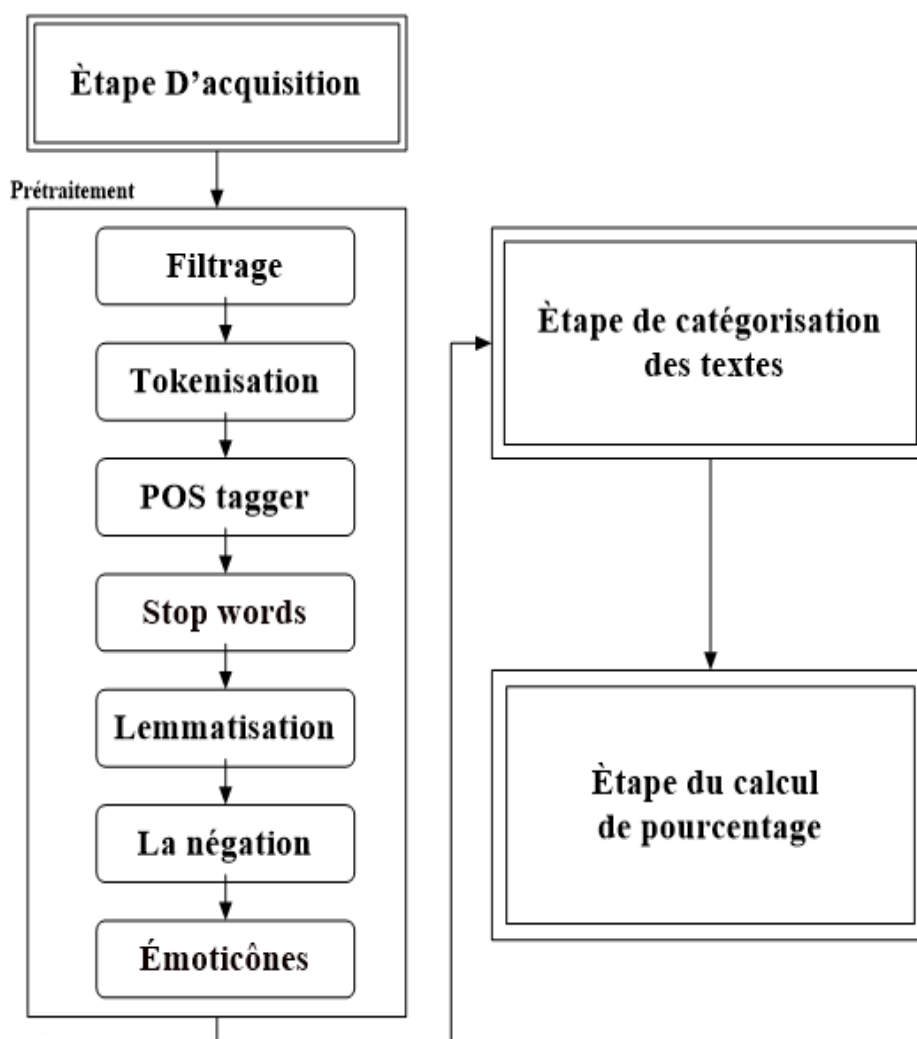 Ètape D'acquisition
Prétraitement
Filtrage
Tokenisation
POS tagger
Stop words
Lemmatisation
La négation
Émoticônes
Ètape de catégorisation
des textes
Ètape du calcul
de pourcentage